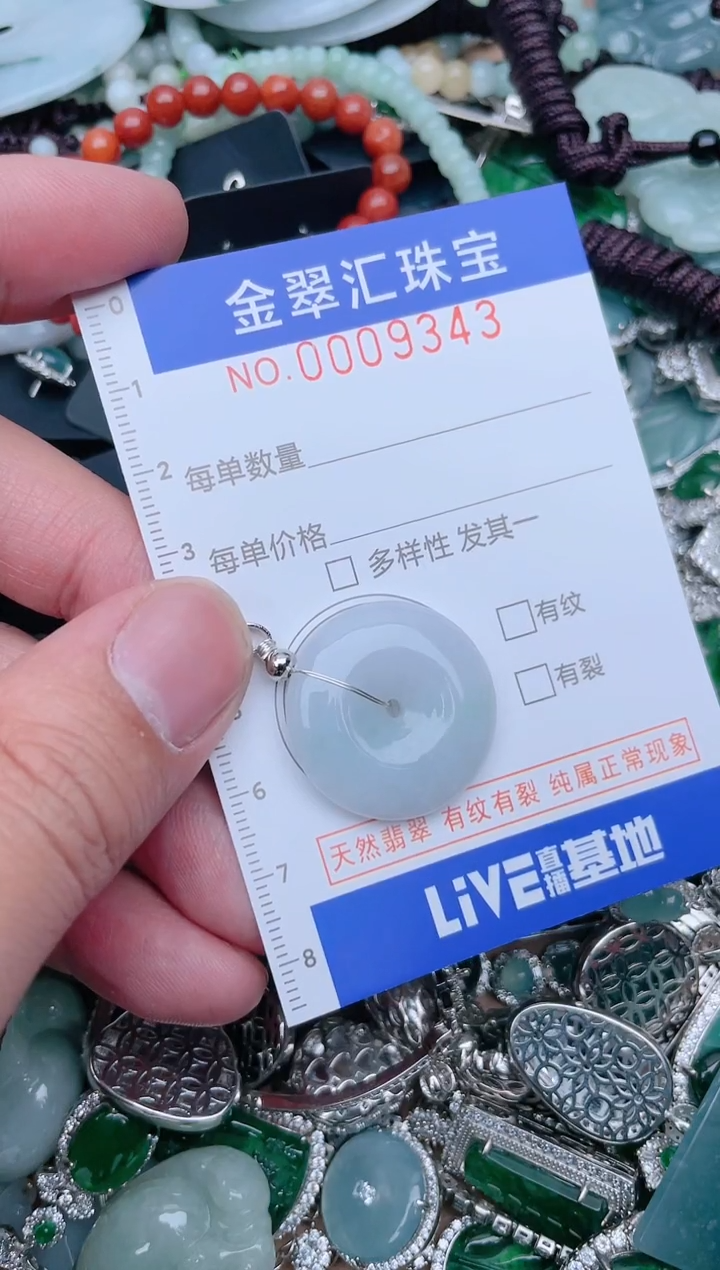 金翠汇珠宝
NO.0009343
0
1
2
每单数量
3
每单价格
多样性 发其一
有纹
有裂
6
天然翡翠 有纹有裂 纯属正常现象
7
LiVE直播基地
8